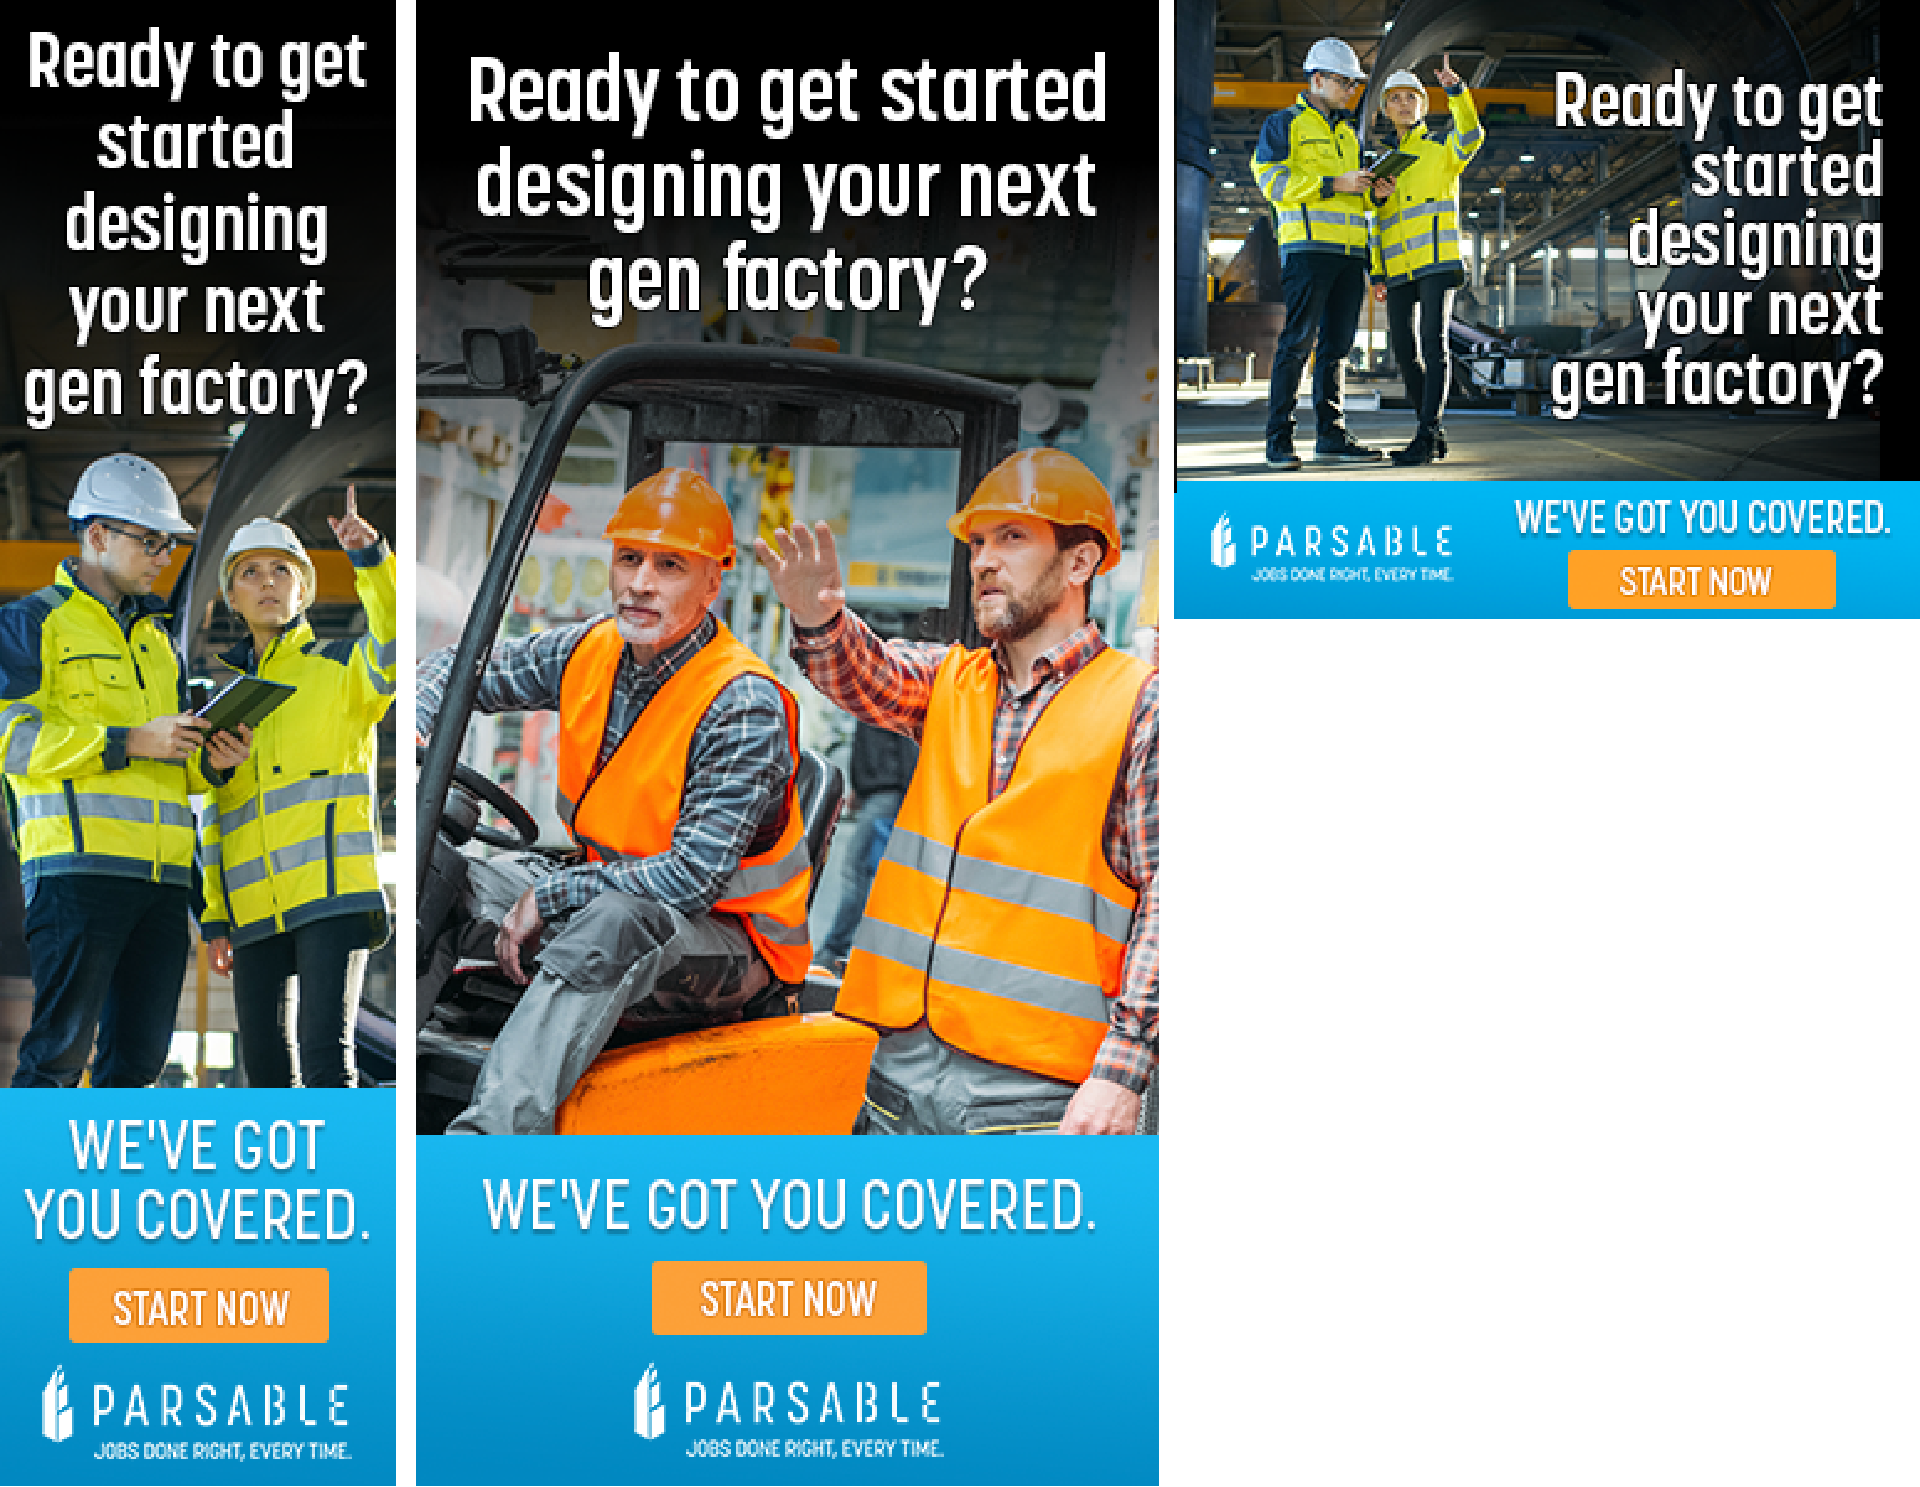 Ready to get
started
designing
your next
gen factory?
WE'VE GOT
YOU COVERED.
START NOW
PARSABLE
JOBS DONE RIGHT, EVERY TIME.
Ready to get started
designing your next
gen factory?
WE'VE GOT YOU COVERED.
START NOW
PARSABLE
JOBS DONE RIGHT, EVERY TIME.
Ready to get
started
designing
your next
gen factory?
PARSABLE
JOBS DONE RIGHT, EVERY TIME.
WE'VE GOT YOU COVERED.
START NOW